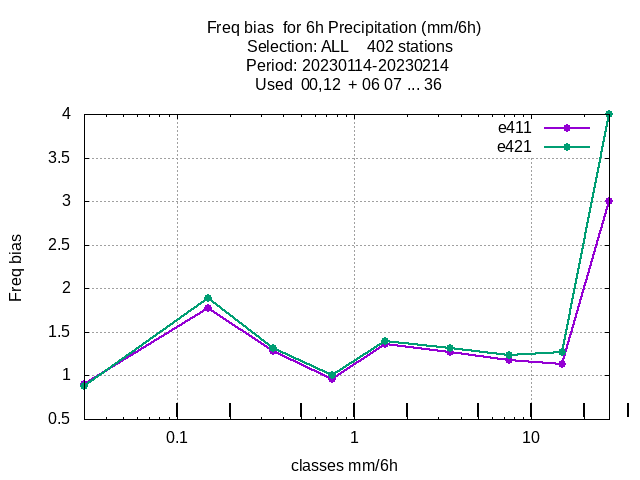 Freq bias  for 6h Precipitation (mm/6h)
Selection: ALL    402 stations
Period: 20230114-20230214
Used  00,12  + 06 07 ... 36
4
3.5
3
2.5
2
1.5
1
0.5
Freq bias
e411
e421
0.1
1
10
classes mm/6h